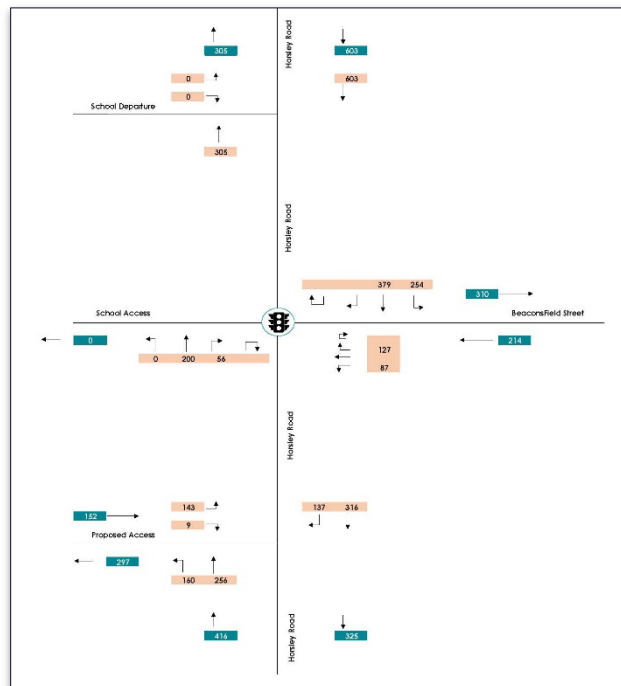 Horsley Road
305
603
0
603
0
School Departure
305
Horsley Road
379 254
310
School Access
Beaconsfield Street
0
214
0 200 56
127
87
Horsley Road
143
137 316
152
9
Proposed Access
297
160 256
416
325
Horsley Road